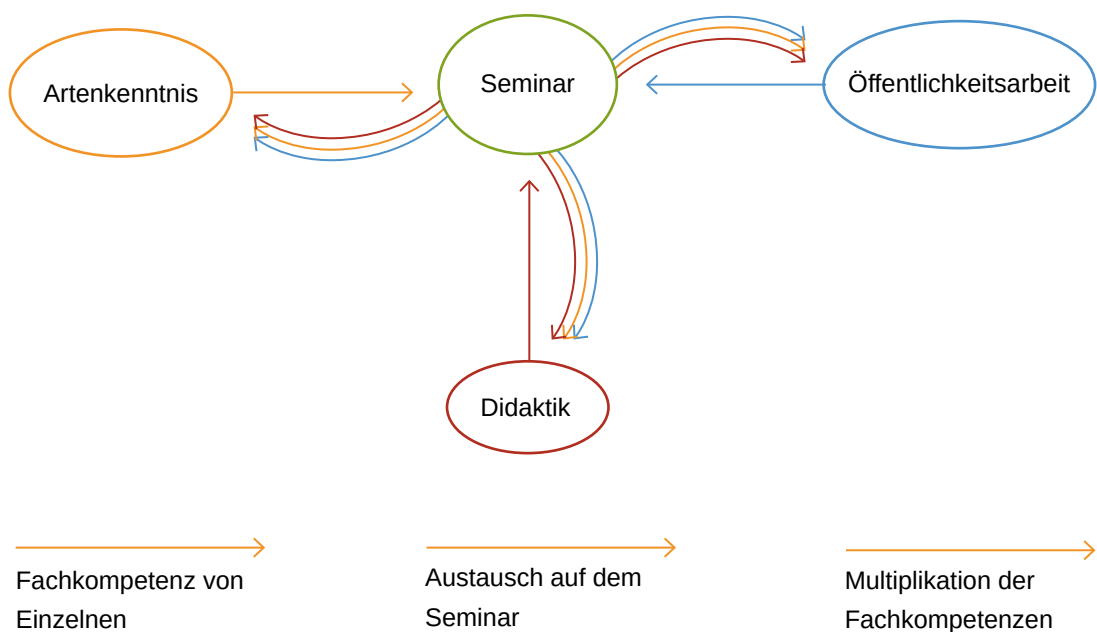 Artenkenntnis
Seminar
Öffentlichkeitsarbeit
Didaktik
Fachkompetenz von
Einzelnen
Austausch auf dem
Seminar
Multiplikation der
Fachkompetenzen